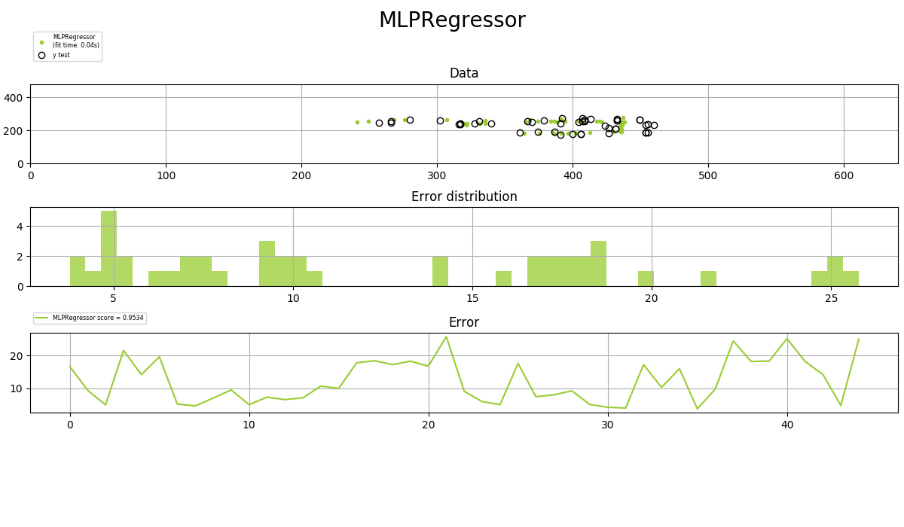 MLPRegressor
MLPRegressor
(fit time: 0.04s)
y test
Data
400
200
0
0 100 200 300 400 500 600
Error distribution
4
2
0
5 10 15 20 25
MLPRegressor score = 0.9534
Error
20
10
0 10 20 30 40